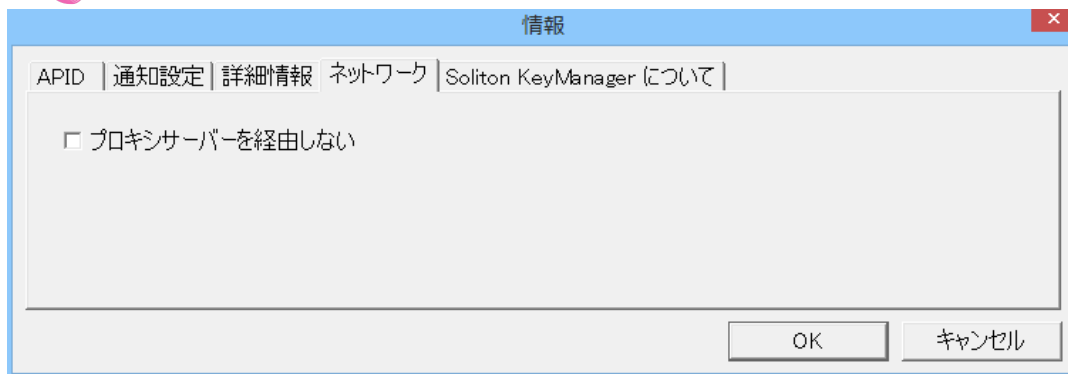 情報
APID 通知設定 詳細情報 ネットワーク Soliton KeyManager について
プロキシサーバーを経由しない
OK キャンセル